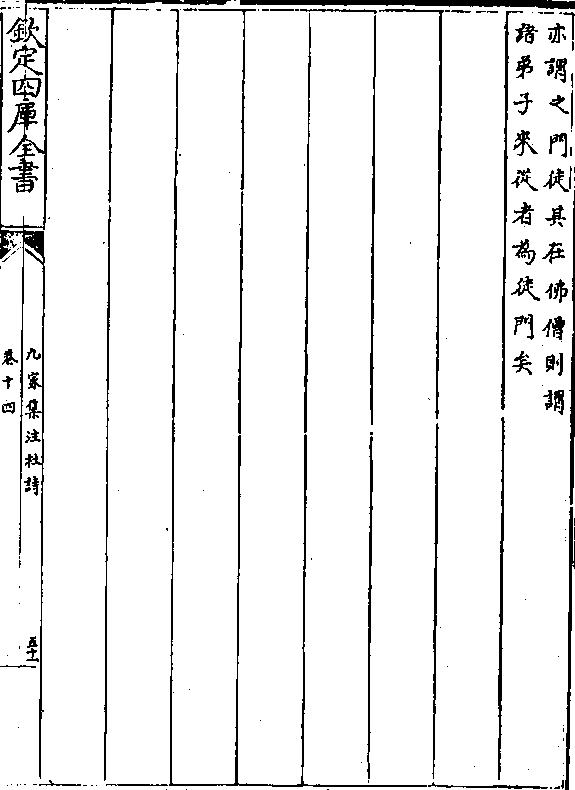 亦謂之門徒其在佛僧則謂
諸弟子來從者為徒門矣
欽定四庫全書
九家集注杜詩
卷十四
五十一